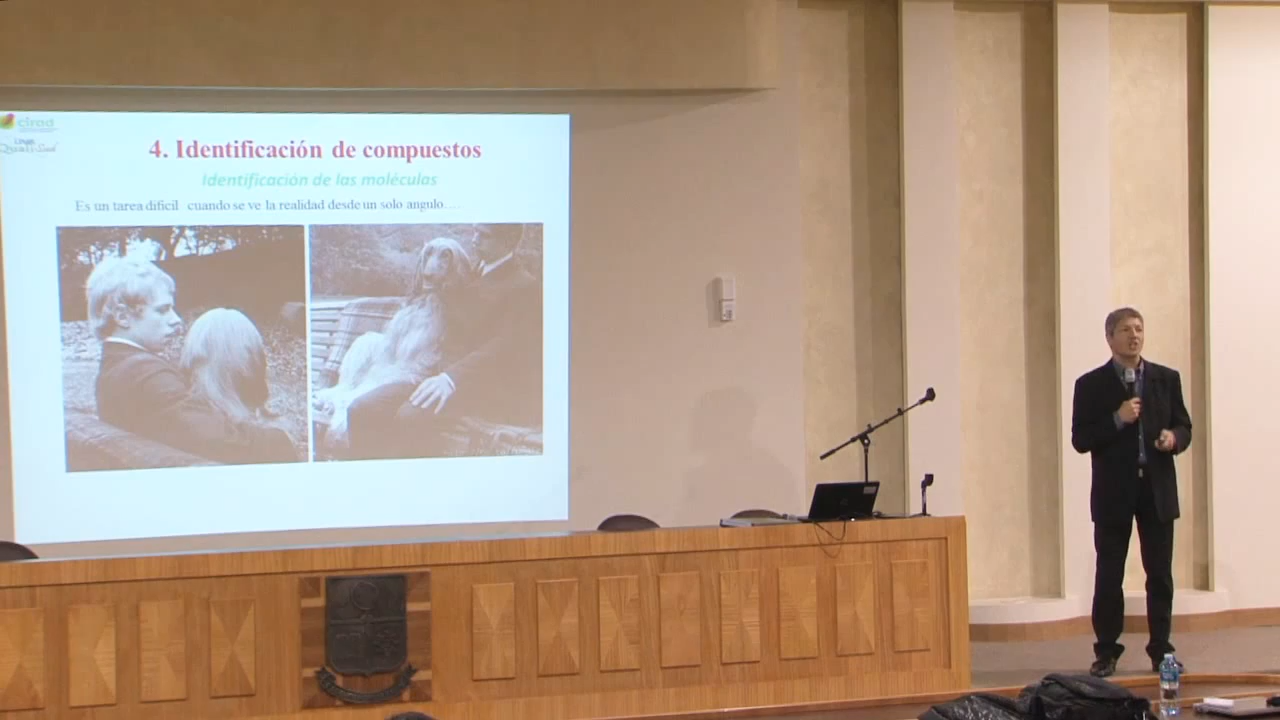 cirad
4. Identificación de compuestos
Identificación de las moléculas
Es un tarea dificil cuando se ve la realidad desde un solo angulo....